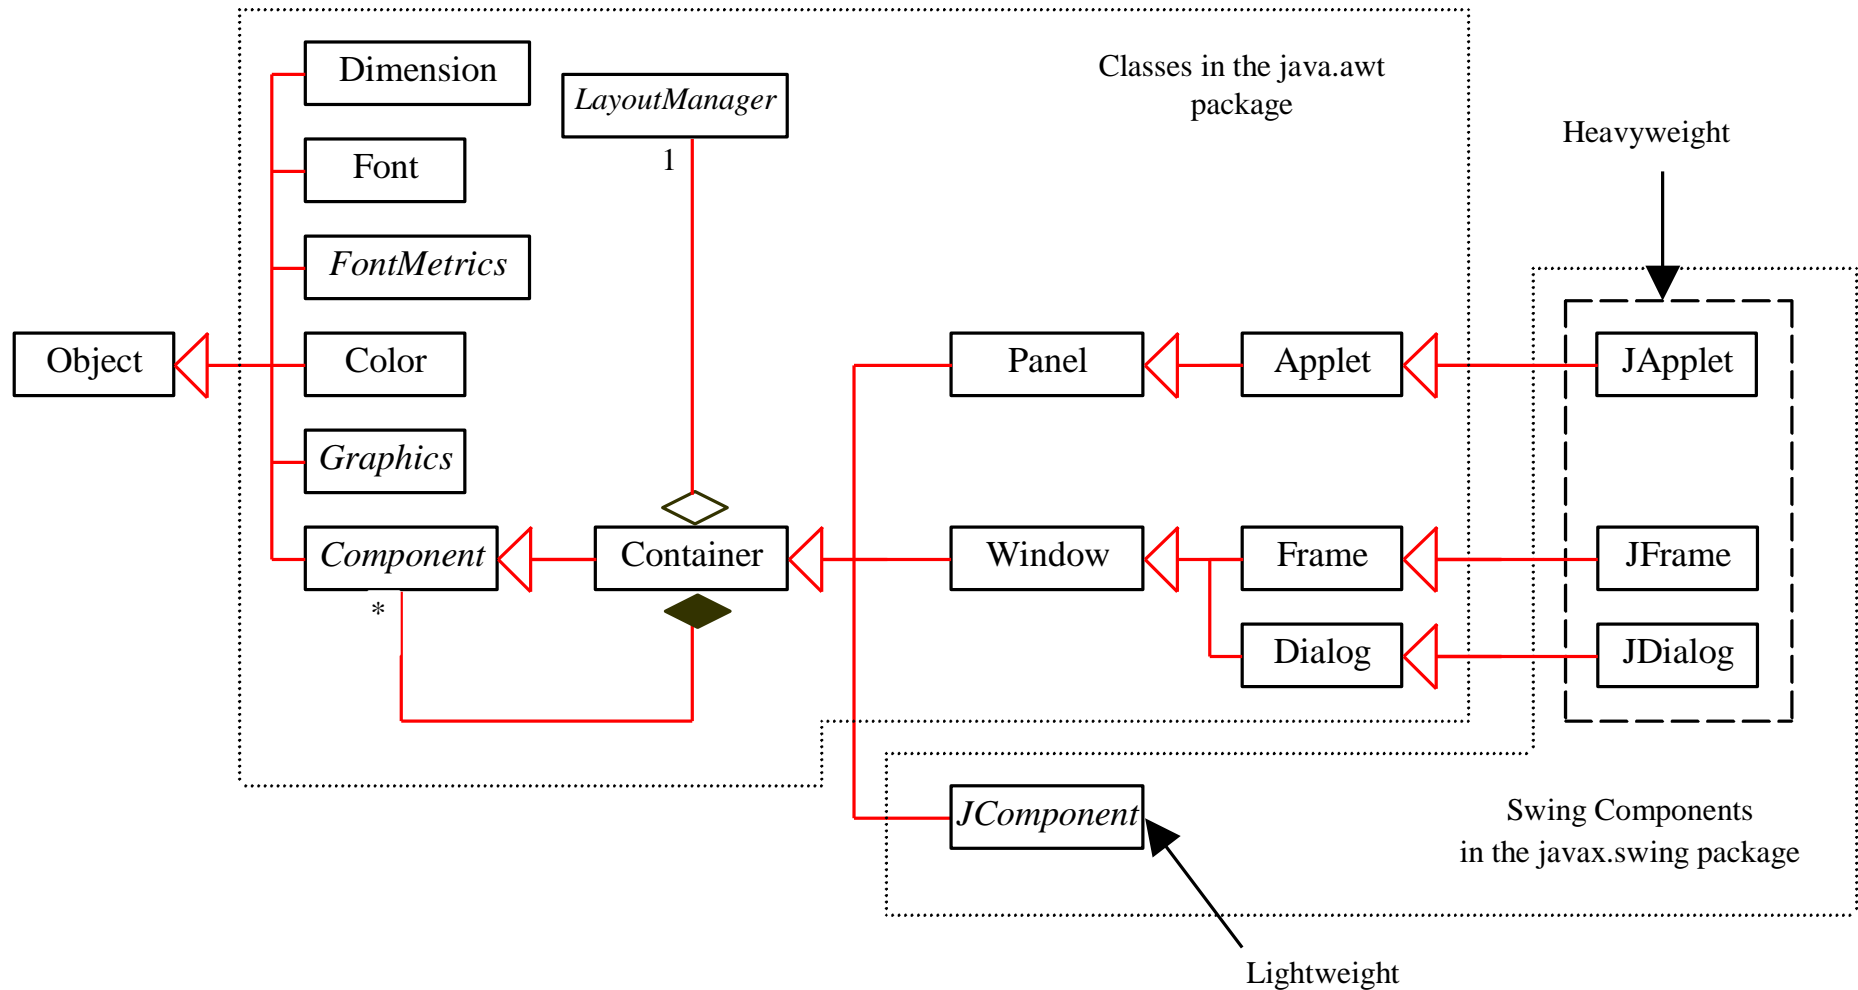 Dimension
LayoutManager
Classes in the java.awt
package
Heavyweight
1
Font
FontMetrics
Object
Color
Panel
Applet
JApplet
Graphics
Component
Container
Window
Frame
JFrame
*
Dialog
JDialog
JComponent
Swing Components
in the javax.swing package
Lightweight